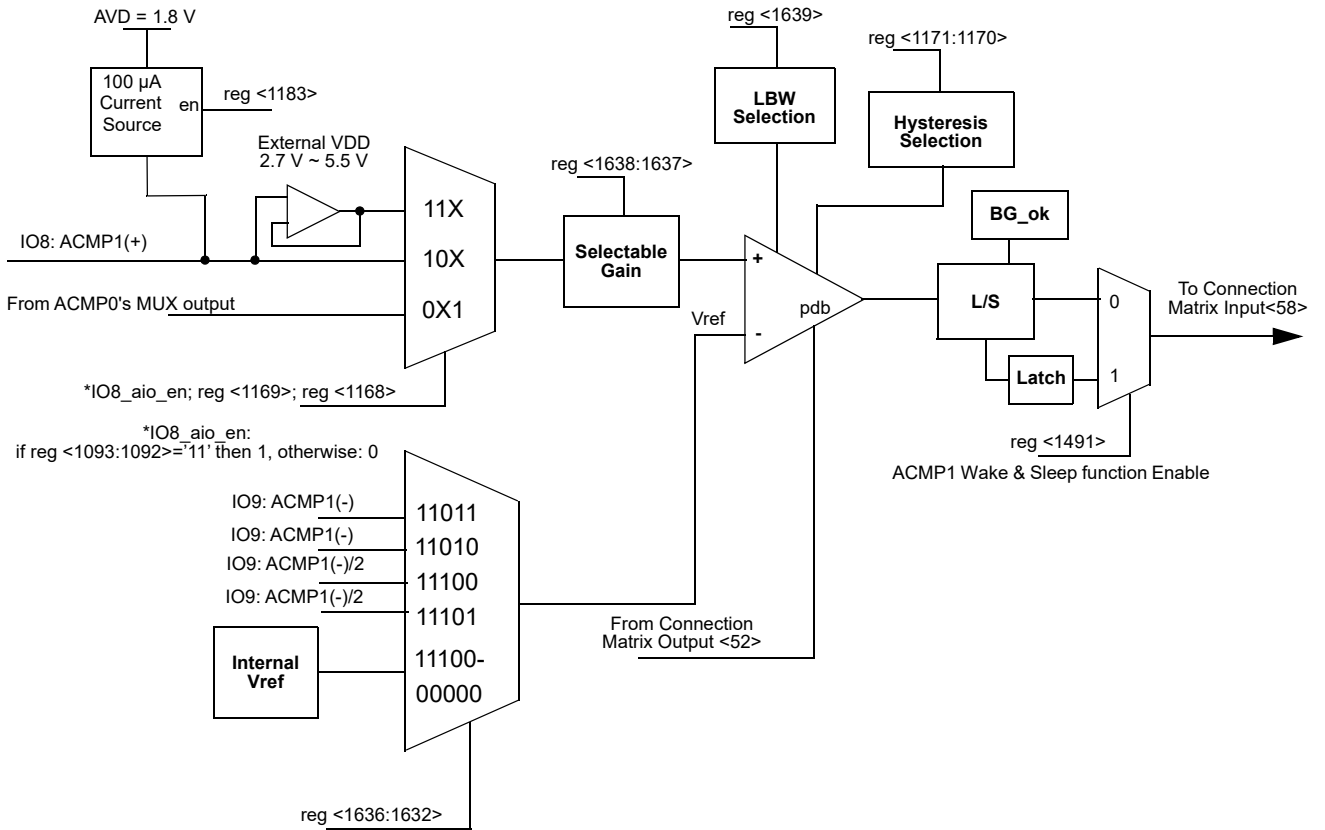 AVD = 1.8 V
100 µA
Current
Source
en
reg <1183>
External VDD
2.7 V ~ 5.5 V
IO8: ACMP1(+)
From ACMP0's MUX output
11X
10X
0X1
*IO8_aio_en; reg <1169>; reg <1168>
*IO8_aio_en:
if reg <1093:1092>='11' then 1, otherwise: 0
reg <1638:1637>
Selectable
Gain
reg <1639>
LBW
Selection
reg <1171:1170>
Hysteresis
Selection
+
-
pdb
Vref
BG_ok
L/S
Latch
0
1
To Connection
Matrix Input<58>
reg <1491>
ACMP1 Wake & Sleep function Enable
IO9: ACMP1(-)
IO9: ACMP1(-)
IO9: ACMP1(-)/2
IO9: ACMP1(-)/2
11011
11010
11100
11101
11100-
00000
Internal
Vref
From Connection
Matrix Output <52>
reg <1636:1632>